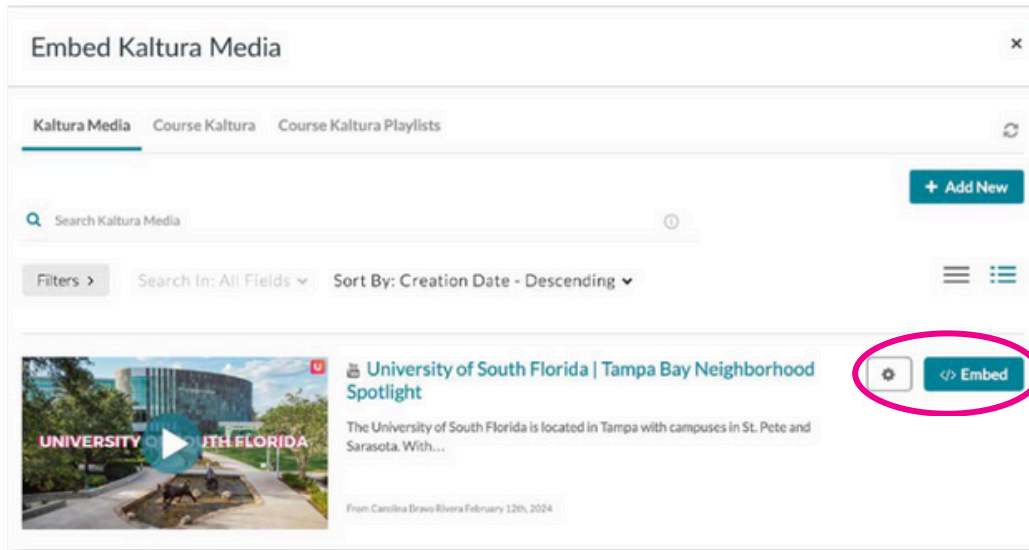 Embed Kaltura Media
×
Kaltura Media Course Kaltura Course Kaltura Playlists
+ Add New
Search Kaltura Media
Filters > Search In: All Fields Sort By: Creation Date - Descending
University of South Florida | Tampa Bay Neighborhood
Spotlight
</> Embed
The University of South Florida is located in Tampa with campuses in St. Pete and
Sarasota. With...
From Carolina Bravo Rivera February 12th, 2024
U
UNIVERSITY OF SOUTH FLORIDA